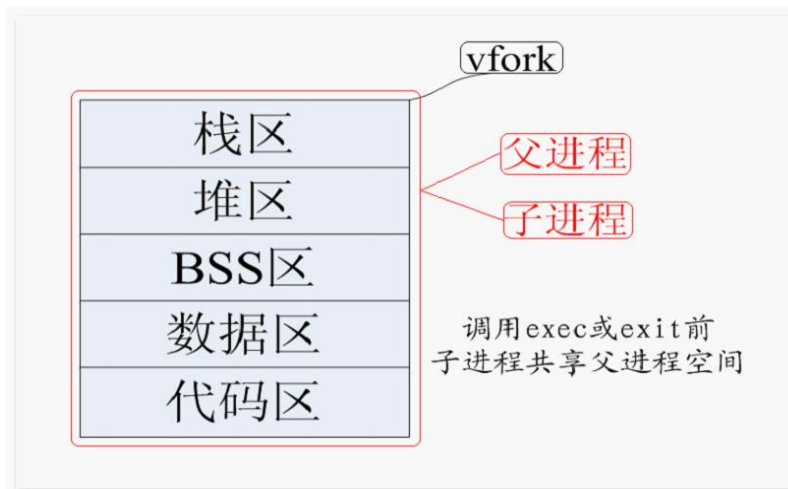 vfork
栈区
父进程
堆区
子进程
BSS区
数据区
调用exec或exit前
子进程共享父进程空间
代码区